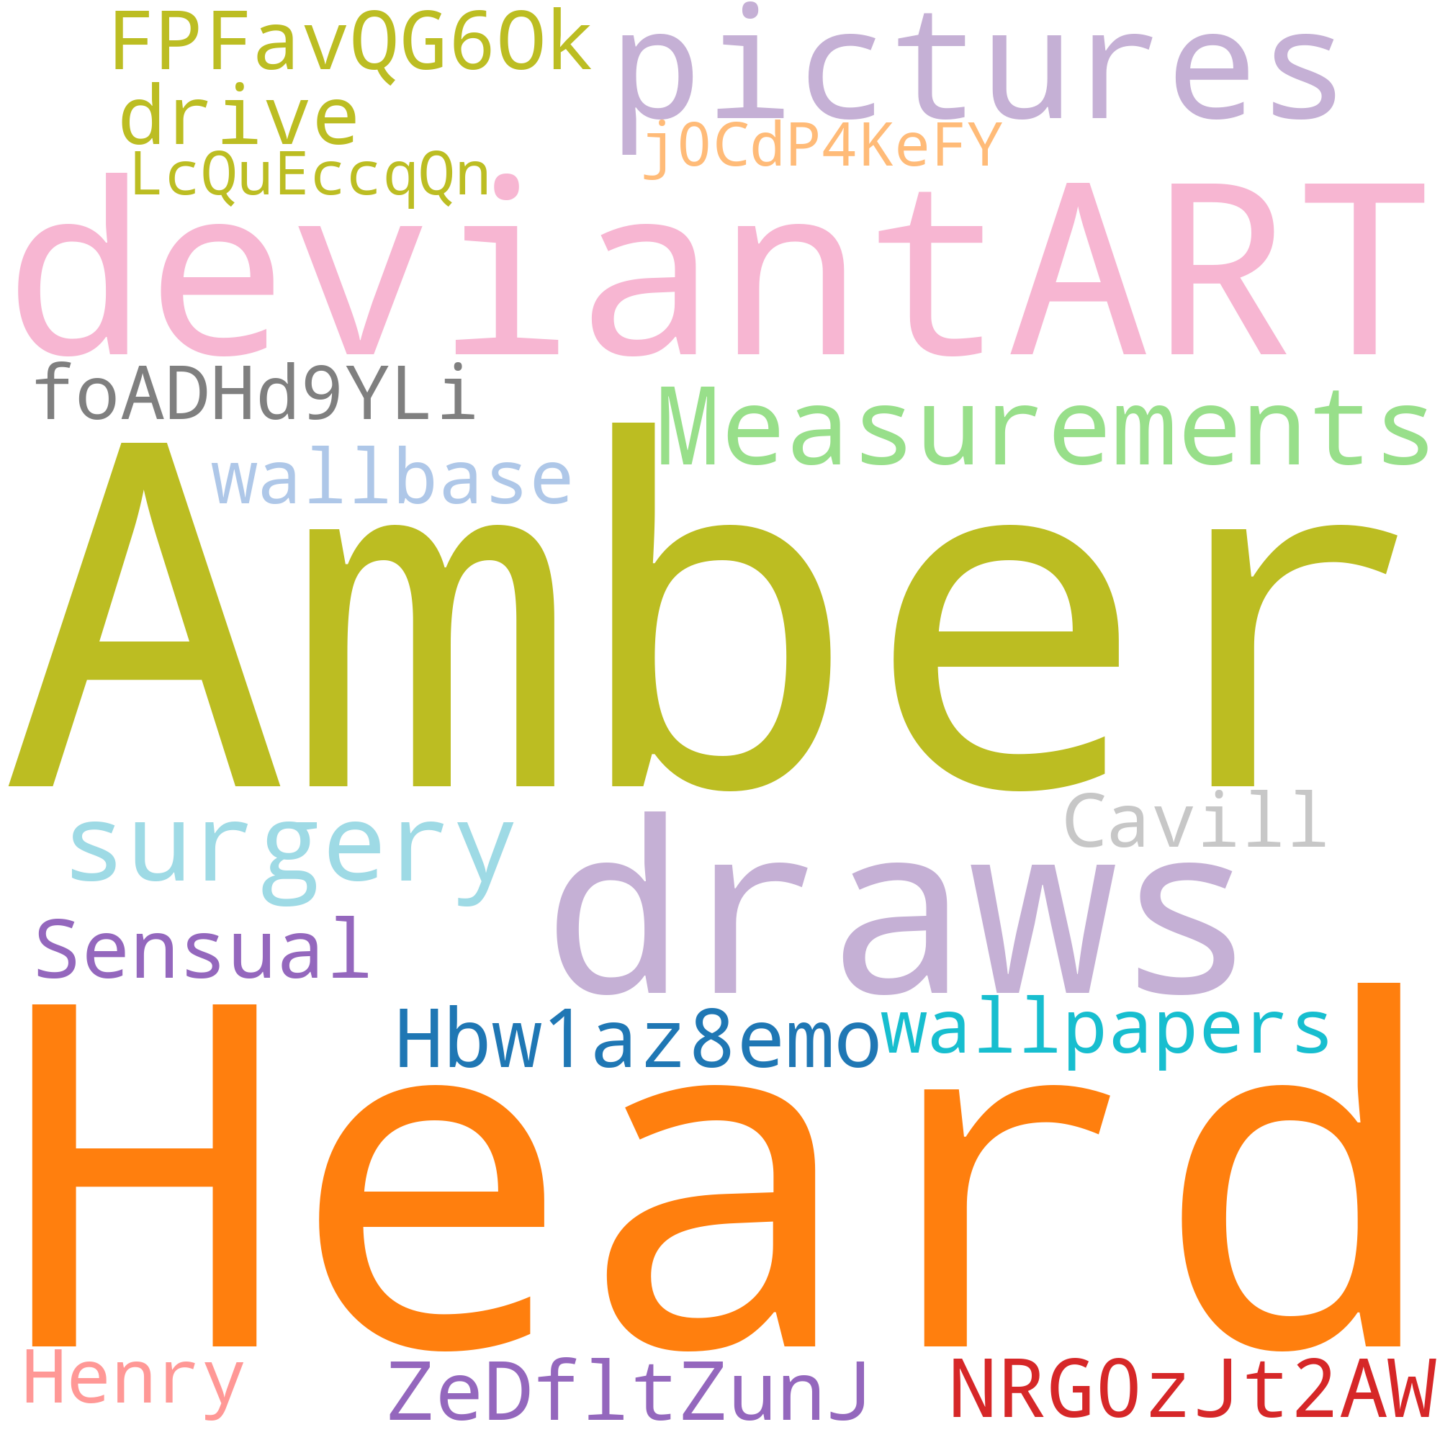 FPFavQG6Ok
pictures
drive
j0CdP4KeFY
LcQuEccqQn
deviantART
foADHd9YLi
Measurements
wallbase
Amber
Cavill
surgery
draws
Sensual
Hbw1az8emo
wallpapers
Heard
Henry
ZeDfltZunJ
NRGOzJt2AW